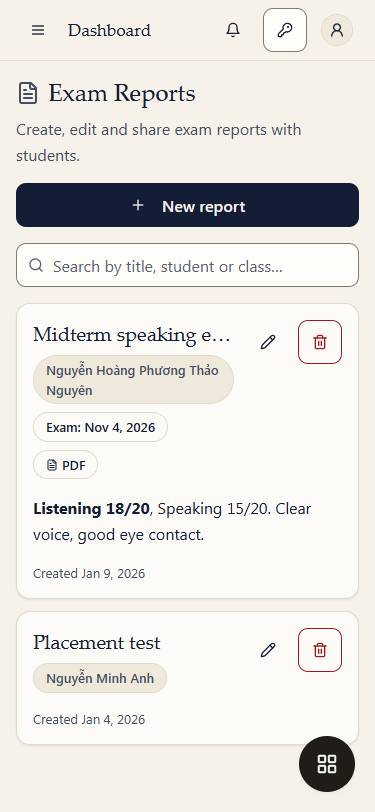 Dashboard
Exam Reports
Create, edit and share exam reports with
students.
New report
Search by title, student or class...
Midterm speaking e...
Nguyễn Hoàng Phương Thảo
Nguyên
Exam: Nov 4, 2026
PDF
Listening 18/20, Speaking 15/20. Clear
voice, good eye contact.
Created Jan 9, 2026
Placement test
Nguyễn Minh Anh
Created Jan 4, 2026